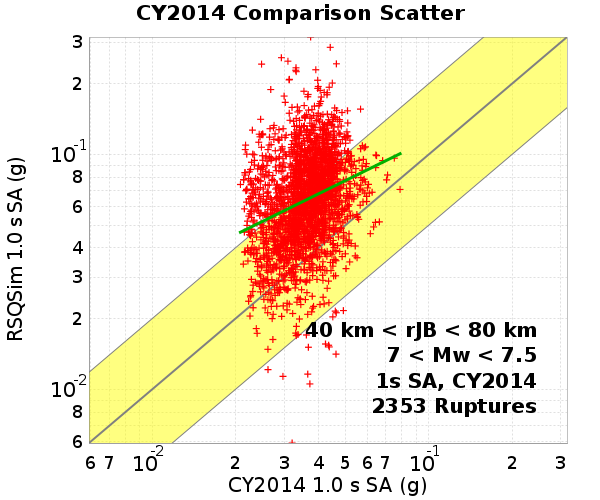 CY2014 Comparison Scatter
3
2
10-1
8
6
4
3
2
10-2
8
6
RSQSim 1.0 s SA (g)
40 km < rJB < 80 km
7 < Mw < 7.5
1s SA, CY2014
2353 Ruptures
6 7 10-2 2 3 4 5 6 7 10-1 2 3
CY2014 1.0 s SA (g)